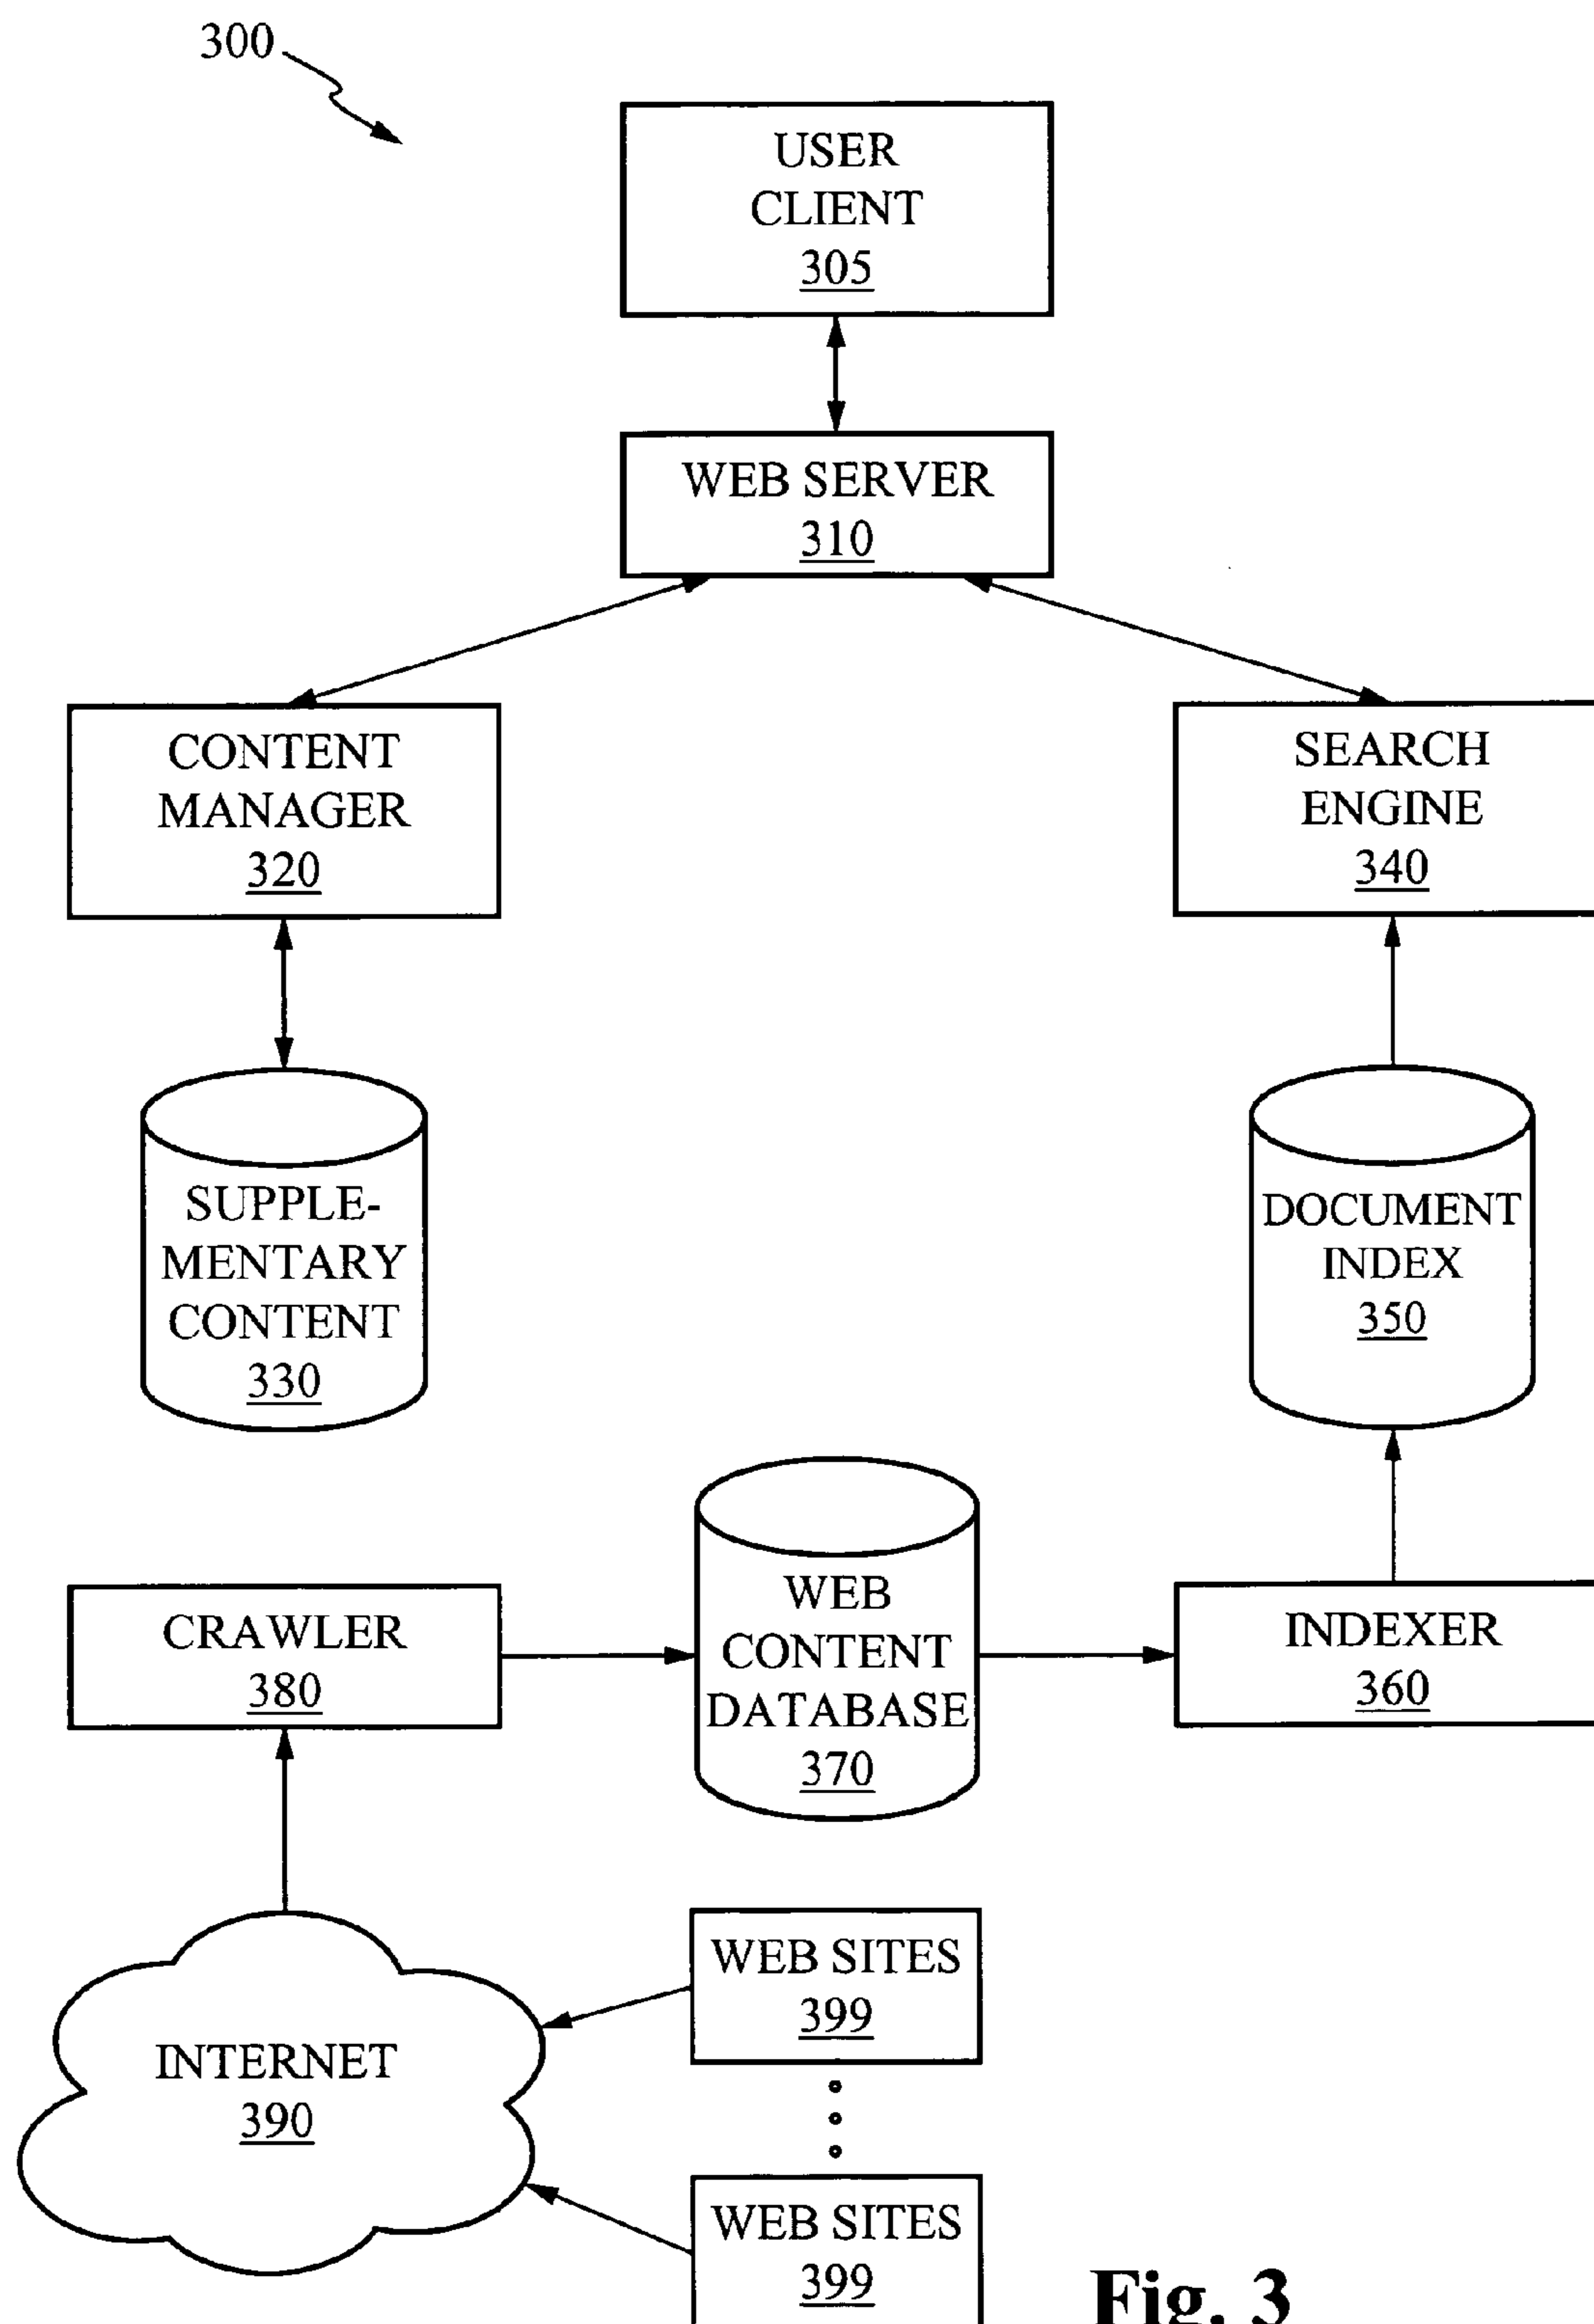 300
USER
CLIENT
305
WEB SERVER
310
CONTENT
MANAGER
320
SEARCH
ENGINE
340
SUPPLE-
MENTARY
CONTENT
330
DOCUMENT
INDEX
350
CRAWLER
380
WEB
CONTENT
DATABASE
370
INDEXER
360
INTERNET
390
WEB SITES
399
WEB SITES
399
Fig. 3